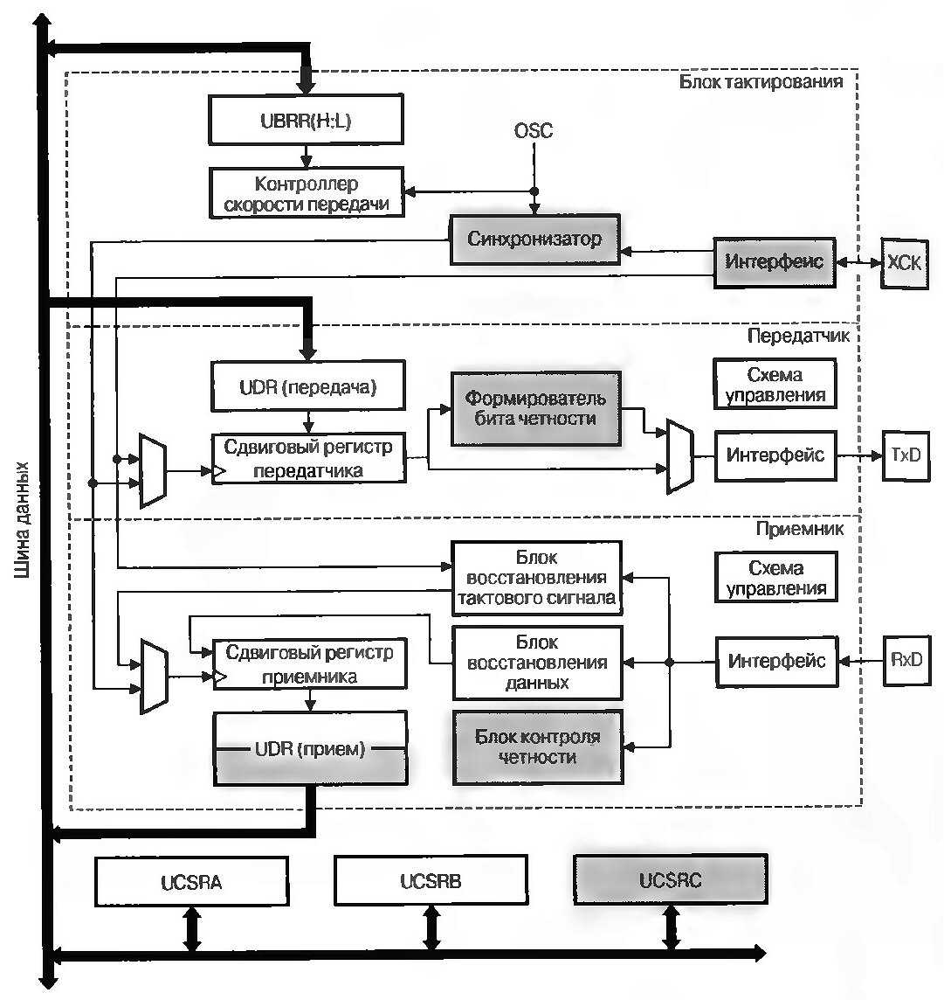 Блок тактирования
UBRR(H:L)
OSC
Контроллер
скорости передачи
Синхронизатор
Интерфейс
XCK
Передатчик
UDR (передача)
Формирователь
бита четности
Схема
управления
Сдвиговый регистр
передатчика
Интерфейс
TxD
Шина данных
Приемник
Блок
восстановления
тактового сигнала
Схема
управления
Сдвиговый регистр
приемника
Блок
восстановления
данных
Интерфейс
RxD
UDR (прием)
Блок контроля
четности
UCSRA
UCSRB
UCSRC